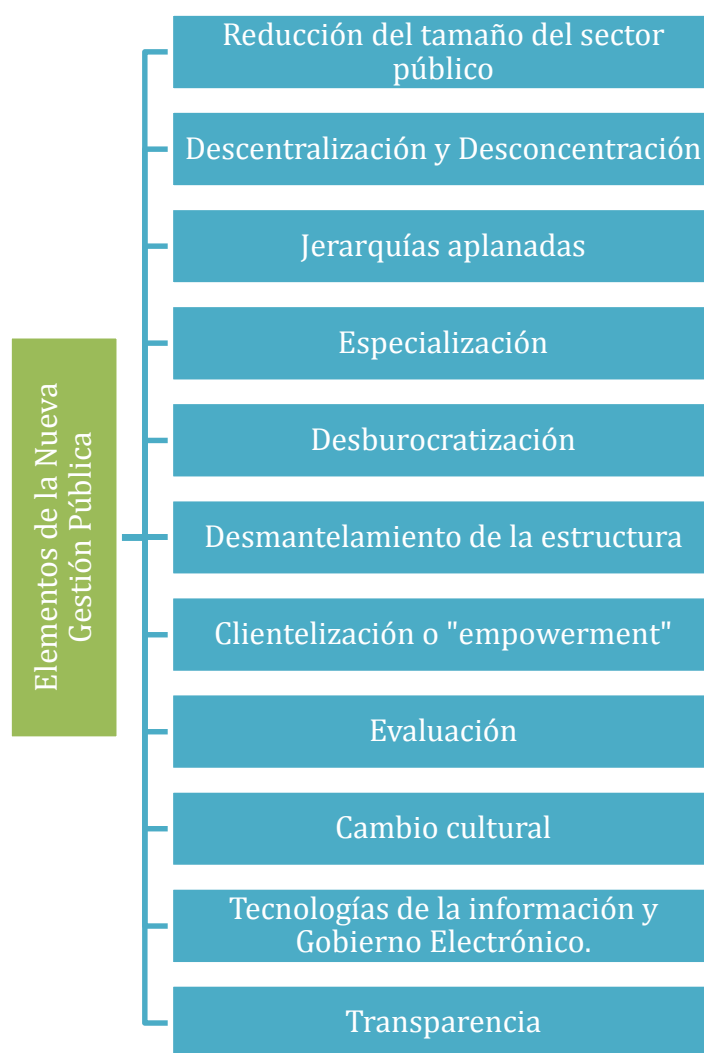 Elementos de la Nueva
Gestión Pública
Reducción del tamaño del sector
público
Descentralización y Desconcentración
Jerarquías aplanadas
Especialización
Desburocratización
Desmantelamiento de la estructura
Clientelización o "empowerment"
Evaluación
Cambio cultural
Tecnologías de la información y
Gobierno Electrónico.
Transparencia